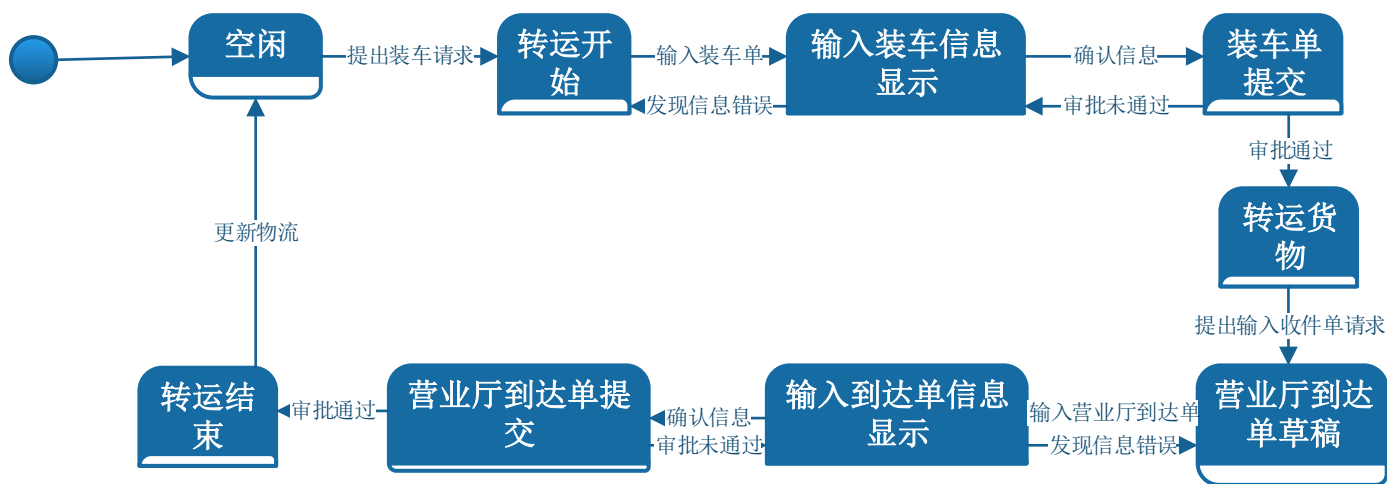 空闲
提出装车请求
转运开
始
输入装车单
发现信息错误
输入装车信息
显示
确认信息
审批未通过
装车单
提交
审批通过
转运货
物
更新物流
提出输入收件单请求
转运结
束
审批通过
营业厅到达单提
交
确认信息
审批未通过
输入到达单信息
显示
输入营业厅到达单
发现信息错误
营业厅到达
单草稿